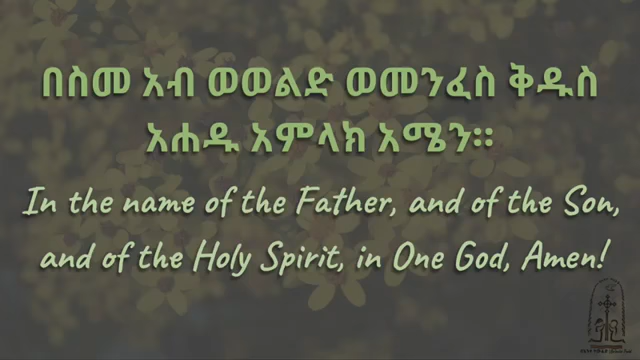 በስመ አብ ወወልድ ወመንፈስ ቅዱስ
አሐዱ አምላክ አሜን።
In the name of the Father, and of the Son,
and of the Holy Spirit, in One God, Amen!